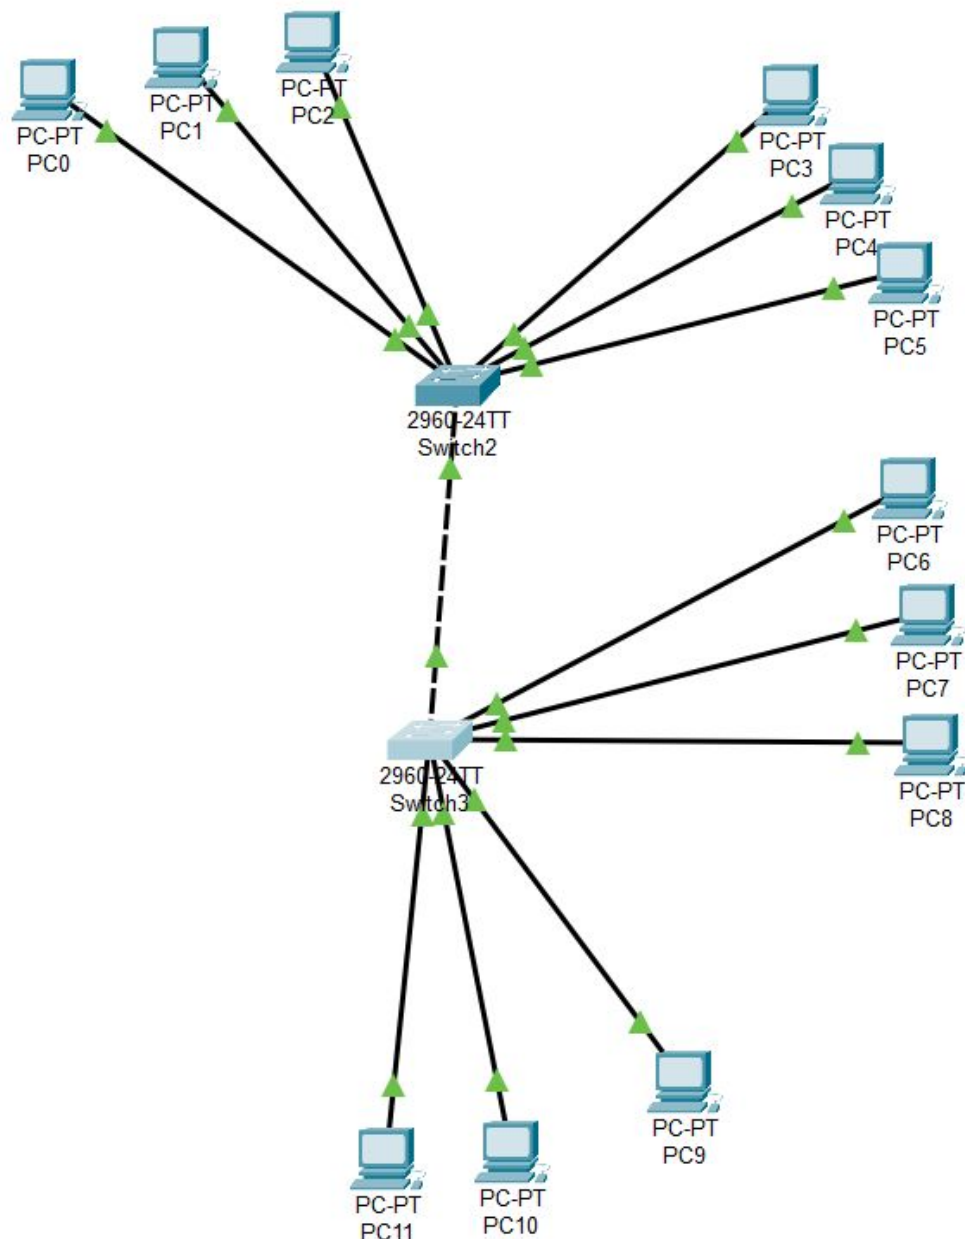 PC-PT
PC0
PC-PT
PC1
PC-PT
PC2
PC-PT
PC3
PC-PT
PC4
PC-PT
PC5
2960-24TT
Switch2
PC-PT
PC6
PC-PT
PC7
PC-PT
PC8
2960-24TT
Switch3
PC-PT
PC9
PC-PT
PC10
PC-PT
PC11